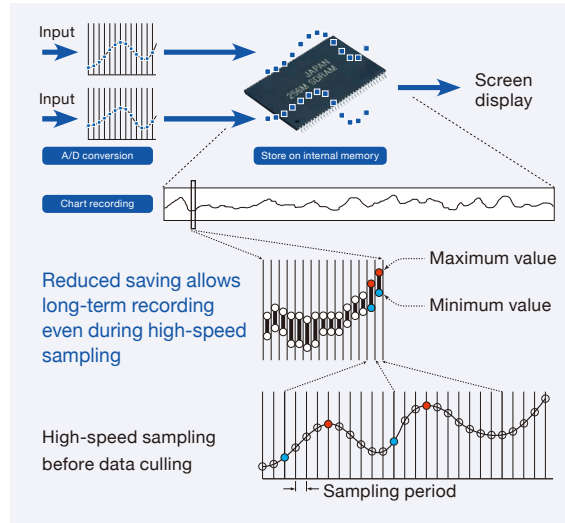 Input
Input
JAPAN
256M SDRAM
Screen
display
A/D conversion
Store on internal memory
Chart recording
Maximum value
Reduced saving allows
long-term recording
even during high-speed
sampling
Minimum value
High-speed sampling
before data culling
Sampling period